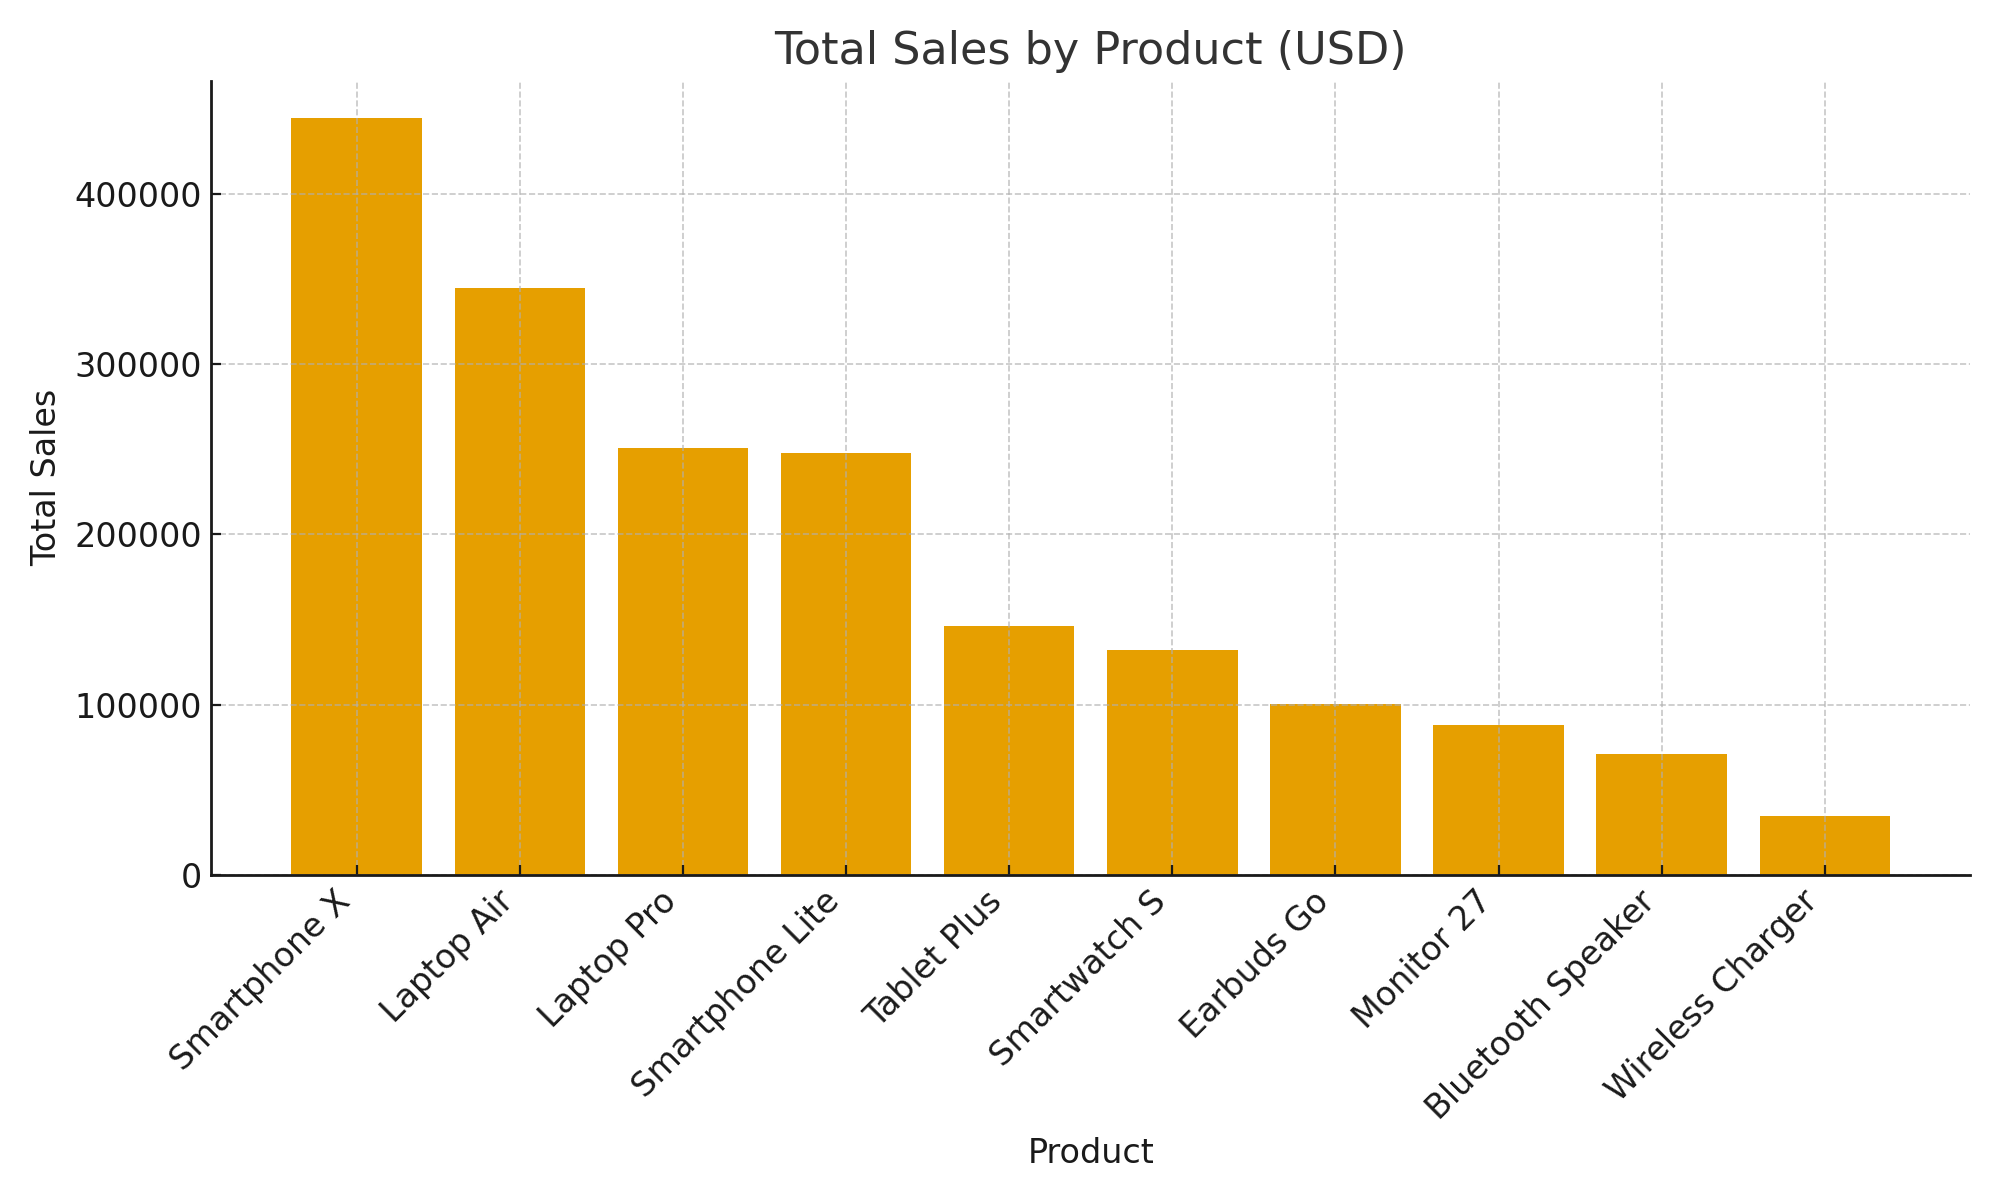 Total Sales by Product (USD)
Total Sales
400000
300000
200000
100000
0
Smartphone X
Laptop Air
Laptop Pro
Smartphone Lite
Tablet Plus
Smartwatch S
Earbuds Go
Monitor 27
Bluetooth Speaker
Wireless Charger
Product